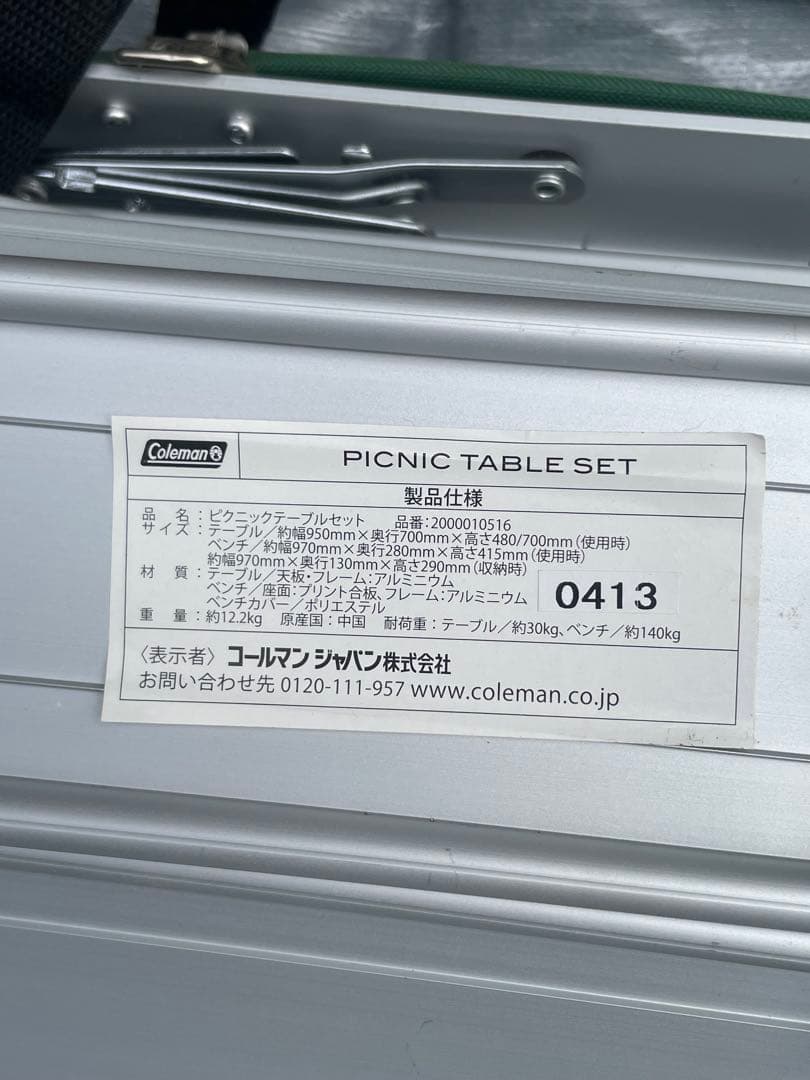 Coleman
PICNIC TABLE SET
製品仕様
品 名：ピクニックテーブルセット 品番：2000010516
サイズ：テーブル／約幅950mm×奥行700mm×高さ480/700mm（使用時）
ベンチ／約幅970mm×奥行280mm×高さ415mm（使用時）
約幅970mm×奥行130mm×高さ290mm（収納時）
材 質：テーブル／天板・フレーム：アルミニウム
ベンチ／座面：プリント合板、フレーム：アルミニウム
ベンチカバー／ポリエステル
0413
重 量：約12.2kg 原産国：中国 耐荷重：テーブル／約30kg、ベンチ／約140kg
〈表示者〉コールマン ジャパン株式会社
お問い合わせ先 0120-111-957 www.coleman.co.jp